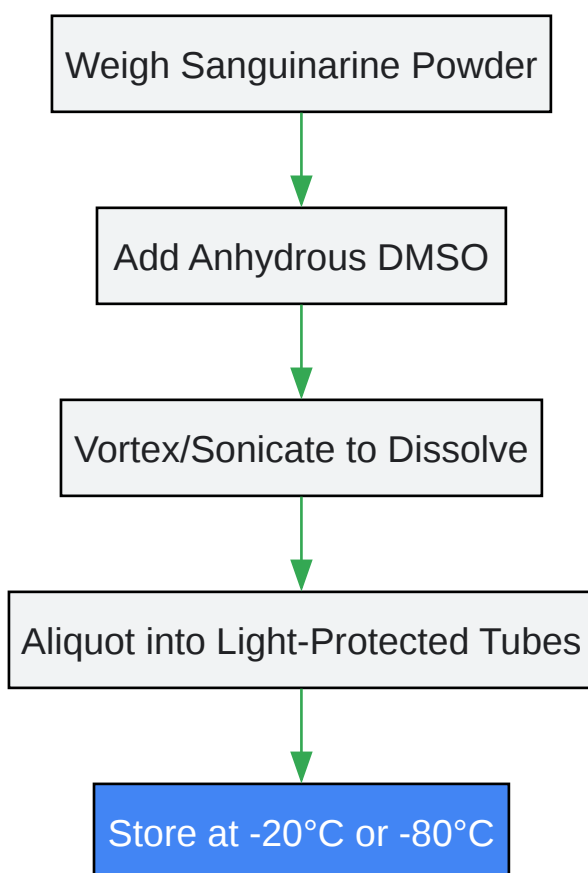 Weigh Sanguinarine Powder
Add Anhydrous DMSO
Vortex/Sonicate to Dissolve
Aliquot into Light-Protected Tubes
Store at -20°C or -80°C